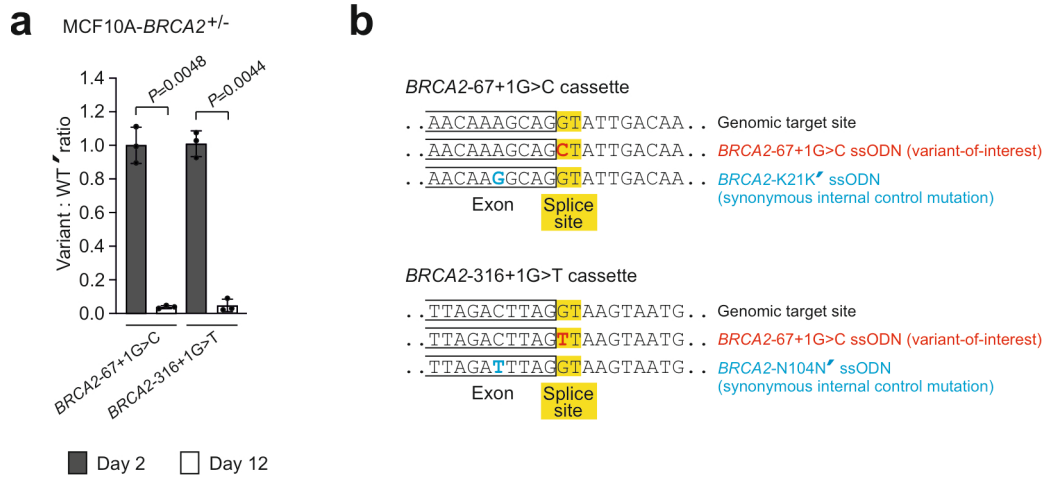 a
MCF10A-BRCA2+/-
P=0.0048
P=0.0044
1.4
1.2
1.0
0.8
0.6
0.4
0.2
0.0
Variant : WT′ ratio
BRCA2-67+1G>C
BRCA2-316+1G>T
Day 2
Day 12
b
BRCA2-67+1G>C cassette
..AACAAAGCAGGTATTGACAA.. Genomic target site
..AACAAAGCAGCTATTGACAA.. BRCA2-67+1G>C ssODN (variant-of-interest)
..AACAAGGCAGGTATTGACAA.. BRCA2-K21K′ ssODN
(synonymous internal control mutation)
Exon
Splice
site
BRCA2-316+1G>T cassette
..TTAGACTTAGGTAAGTAATG.. Genomic target site
..TTAGACTTAGTTAAGTAATG.. BRCA2-67+1G>C ssODN (variant-of-interest)
..TTAGATTTAGGTAAGTAATG.. BRCA2-N104N′ ssODN
(synonymous internal control mutation)
Exon
Splice
site